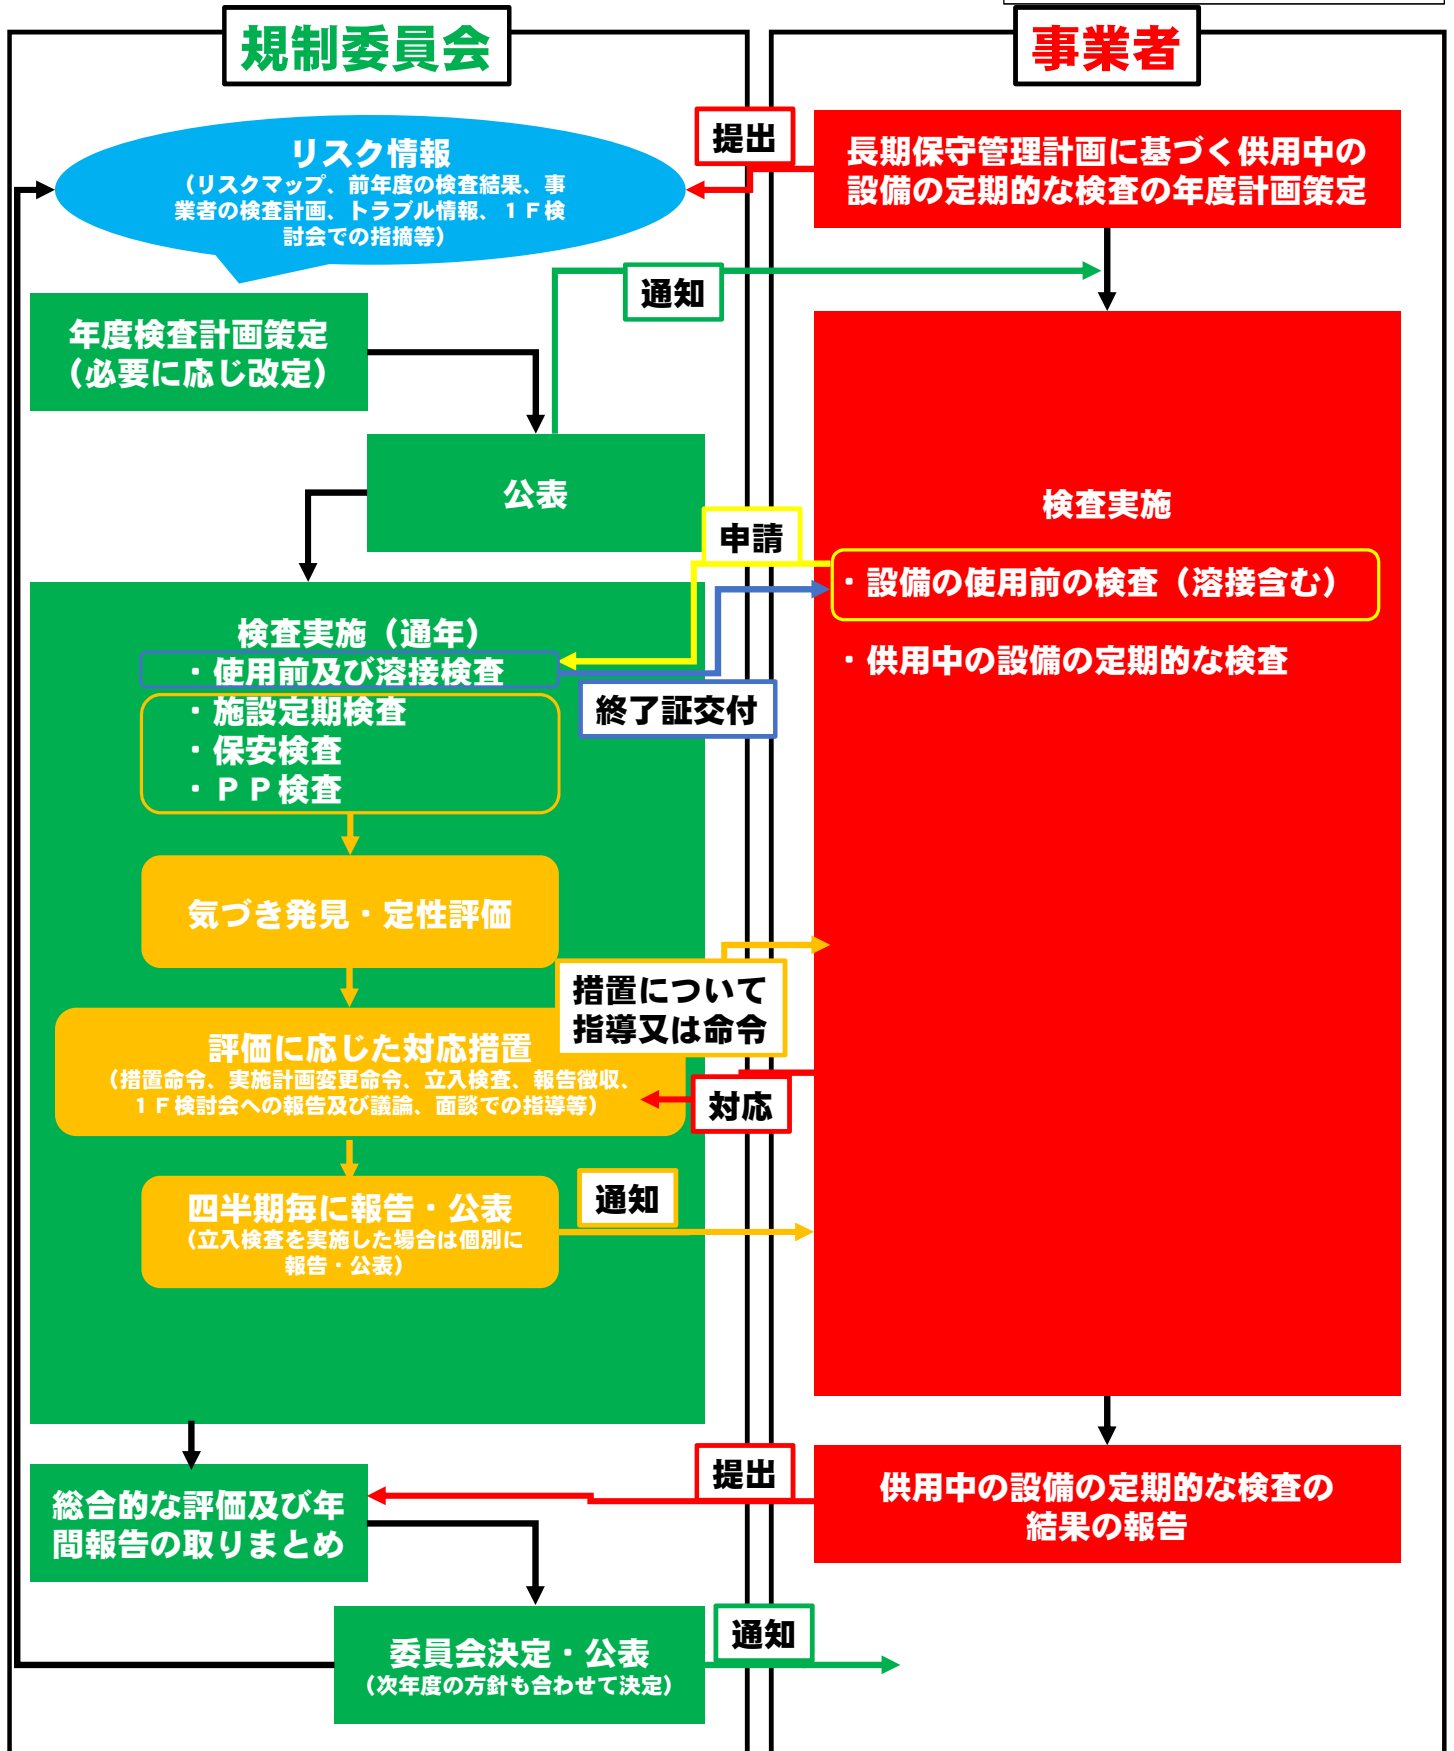 規制委員会
事業者
リスク情報
（リスクマップ、前年度の検査結果、事
業者の検査計画、トラブル情報、１Ｆ検
討会での指摘等）
提出
長期保守管理計画に基づく供用中の
設備の定期的な検査の年度計画策定
通知
年度検査計画策定
（必要に応じ改定）
公表
申請
検査実施
・設備の使用前の検査（溶接含む）
・供用中の設備の定期的な検査
検査実施（通年）
・使用前及び溶接検査
・施設定期検査
・保安検査
・ＰＰ検査
終了証交付
気づき発見・定性評価
措置について
指導又は命令
評価に応じた対応措置
（措置命令、実施計画変更命令、立入検査、報告徴収、
１Ｆ検討会への報告及び議論、面談での指導等）
対応
四半期毎に報告・公表
（立入検査を実施した場合は個別に
報告・公表）
通知
総合的な評価及び年
間報告の取りまとめ
提出
供用中の設備の定期的な検査の
結果の報告
委員会決定・公表
（次年度の方針も合わせて決定）
通知